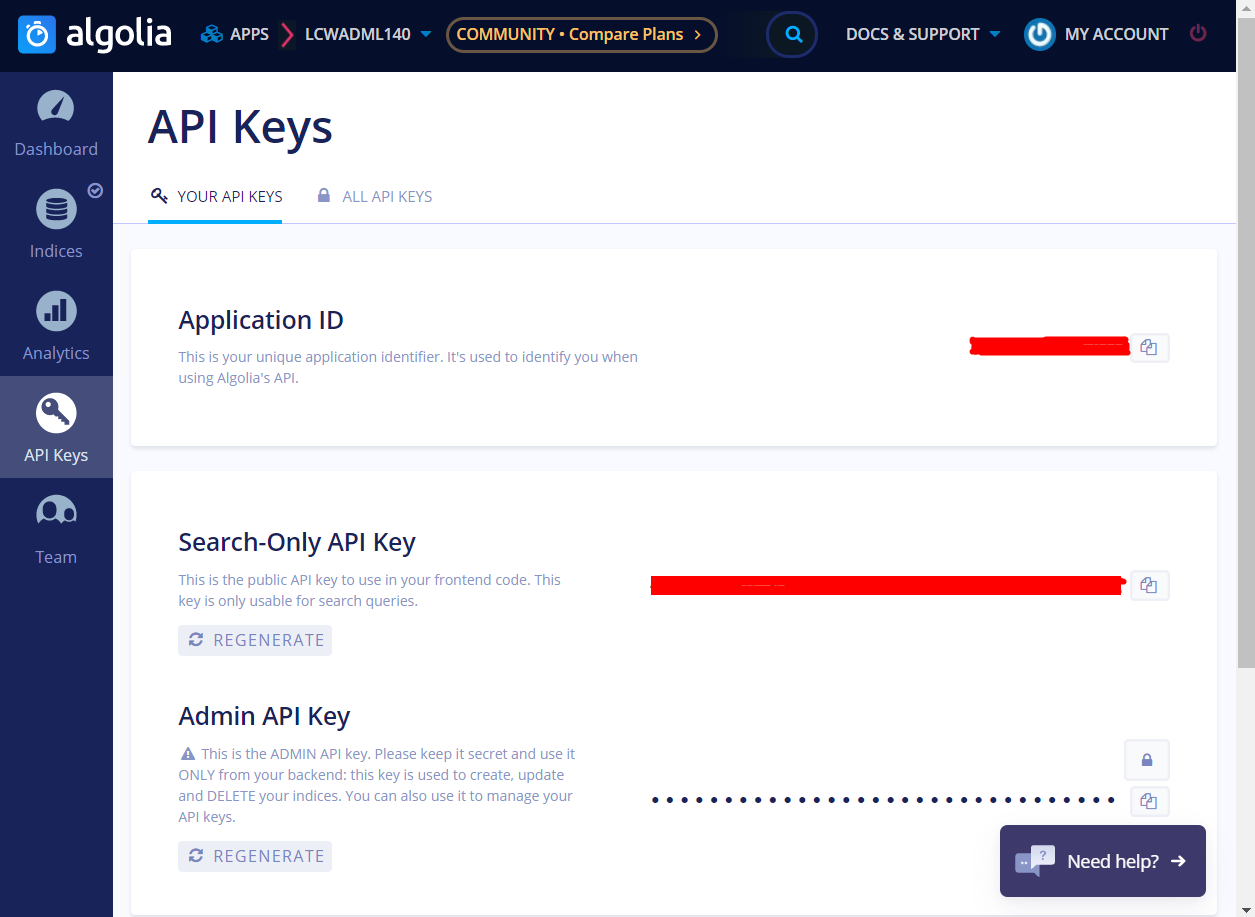 algolia
APPS
LCWADML140
COMMUNITY • Compare Plans
DOCS & SUPPORT
MY ACCOUNT
Dashboard
Indices
Analytics
API Keys
Team
API Keys
YOUR API KEYS
ALL API KEYS
Application ID
This is your unique application identifier. It's used to identify you when
using Algolia's API.
Search-Only API Key
This is the public API key to use in your frontend code. This
key is only usable for search queries.
REGENERATE
Admin API Key
This is the ADMIN API key. Please keep it secret and use it
ONLY from your backend: this key is used to create, update
and DELETE your indices. You can also use it to manage your
API keys.
REGENERATE
Need help?